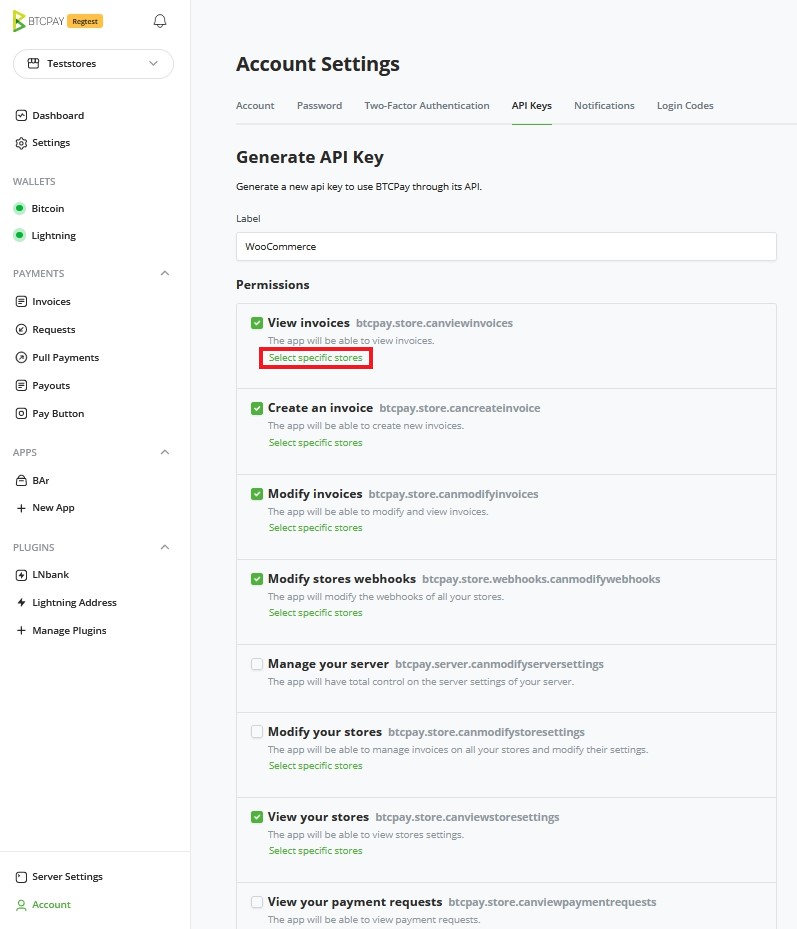 BTCPAY Regtest
Teststores
Dashboard
Settings
WALLETS
Bitcoin
Lightning
PAYMENTS
Invoices
Requests
Pull Payments
Payouts
Pay Button
APPS
BAr
New App
PLUGINS
LNbank
Lightning Address
Manage Plugins
Server Settings
Account
Account Settings
Account Password Two-Factor Authentication API Keys Notifications Login Codes
Generate API Key
Generate a new api key to use BTCPay through its API.
Label
WooCommerce
Permissions
View invoices btcpay.store.canviewinvoices
The app will be able to view invoices.
Select specific stores
Create an invoice btcpay.store.cancreateinvoice
The app will be able to create new invoices.
Select specific stores
Modify invoices btcpay.store.canmodifyinvoices
The app will be able to modify and view invoices.
Select specific stores
Modify stores webhooks btcpay.store.webhooks.canmodifywebhooks
The app will modify the webhooks of all your stores.
Select specific stores
Manage your server btcpay.server.canmodifyserversettings
The app will have total control on the server settings of your server.
Modify your stores btcpay.store.canmodifystoresettings
The app will be able to manage invoices on all your stores and modify their settings.
Select specific stores
View your stores btcpay.store.canviewstoresettings
The app will be able to view stores settings.
Select specific stores
View your payment requests btcpay.store.canviewpaymentrequests
The app will be able to view payment requests.